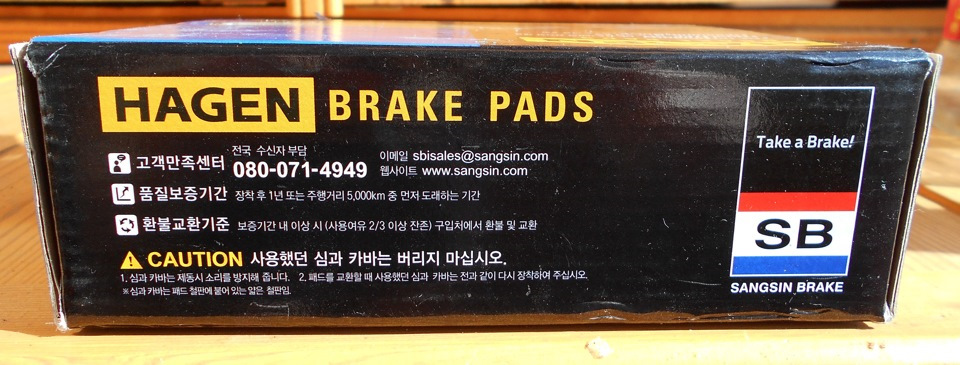 HAGEN BRAKE PADS
고객만족센터 전국 수신자 부담 080-071-4949
이메일 sbisales@sangsin.com
웹사이트 www.sangsin.com
품질보증기간 장착 후 1년 또는 주행거리 5,000km 중 먼저 도래하는 기간
환불교환기준 보증기간 내 이상 시 (사용여유 2/3 이상 잔존) 구입처에서 환불 및 교환
CAUTION 사용했던 심과 카바는 버리지 마십시오.
1. 심과 카바는 제동시 소리를 방지해 줍니다. 2. 패드를 교환할 때 사용했던 심과 카바는 전과 같이 다시 장착하여 주십시오.
※심과 카바는 패드 철판에 붙어 있는 얇은 철판임.
Take a Brake!
SB
SANGSIN BRAKE